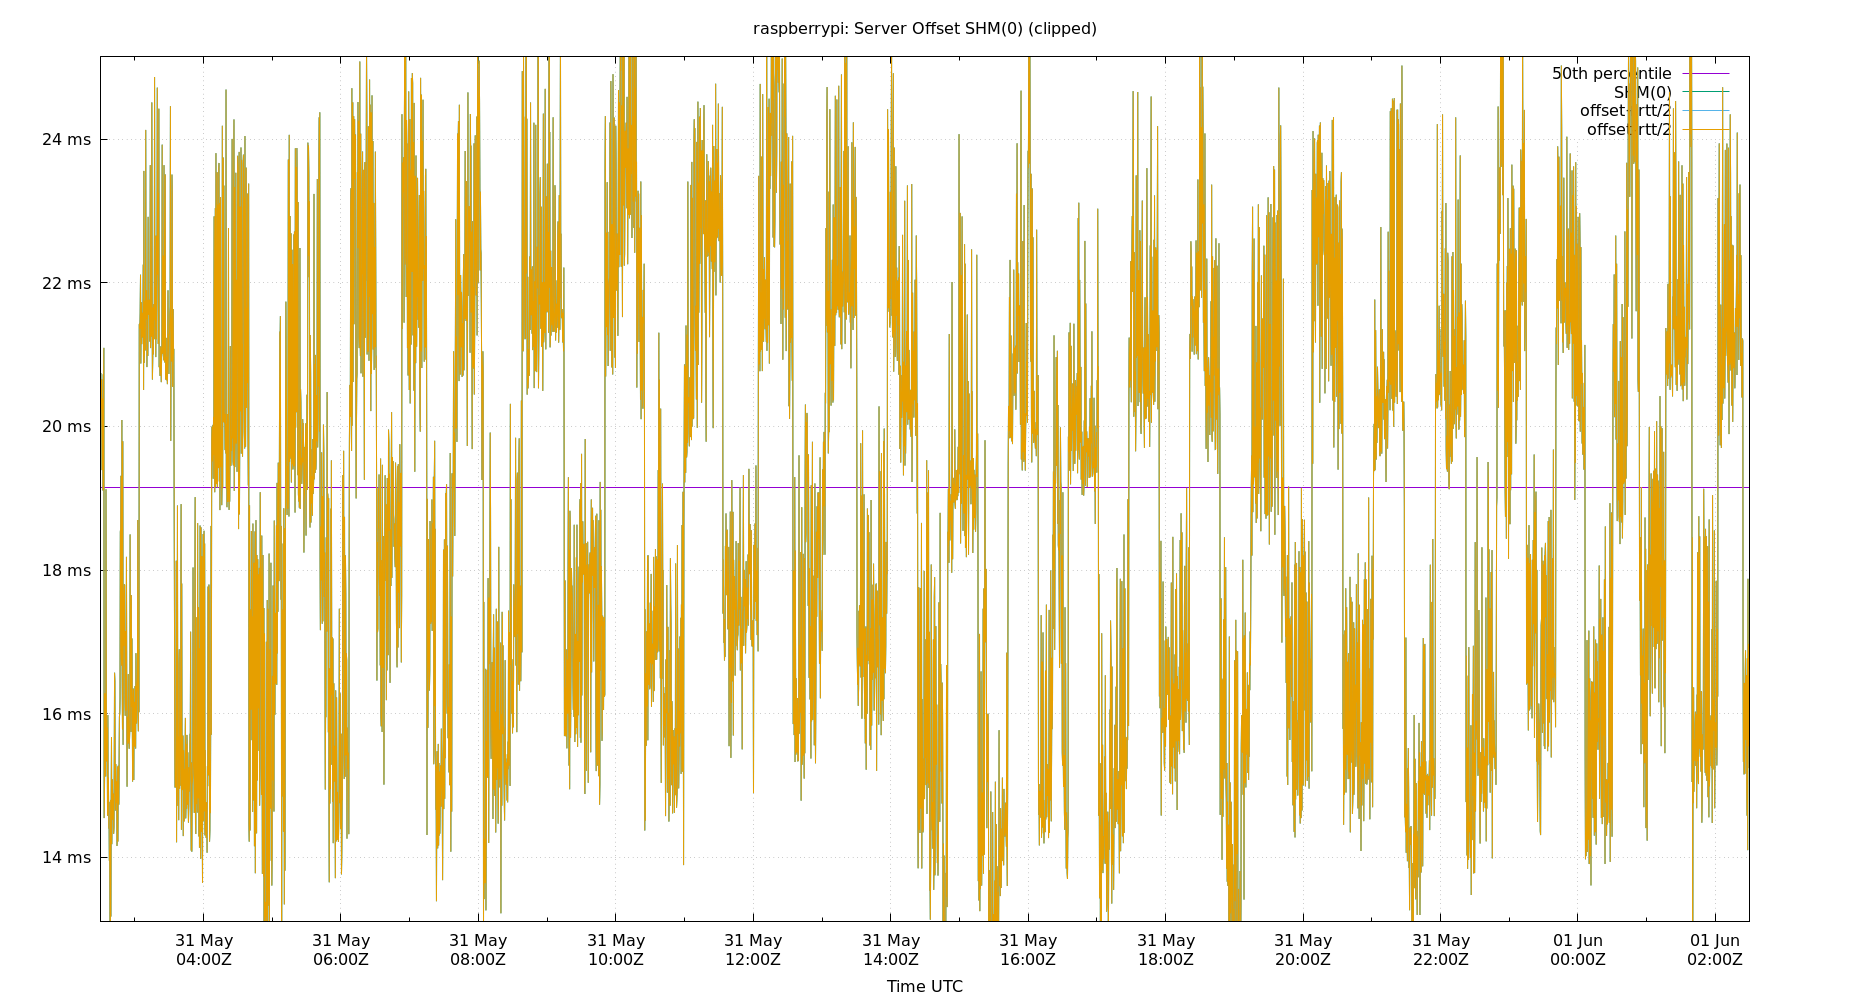 raspberrypi: Server Offset SHM(0) (clipped)
50th percentile
SHM(0)
offset+rtt/2
offset-rtt/2
24 ms
22 ms
20 ms
18 ms
16 ms
14 ms
31 May 31 May 31 May 31 May 31 May 31 May 31 May 31 May 31 May 31 May 01 Jun 01 Jun
04:00Z 06:00Z 08:00Z 10:00Z 12:00Z 14:00Z 16:00Z 18:00Z 20:00Z 22:00Z 00:00Z 02:00Z
Time UTC